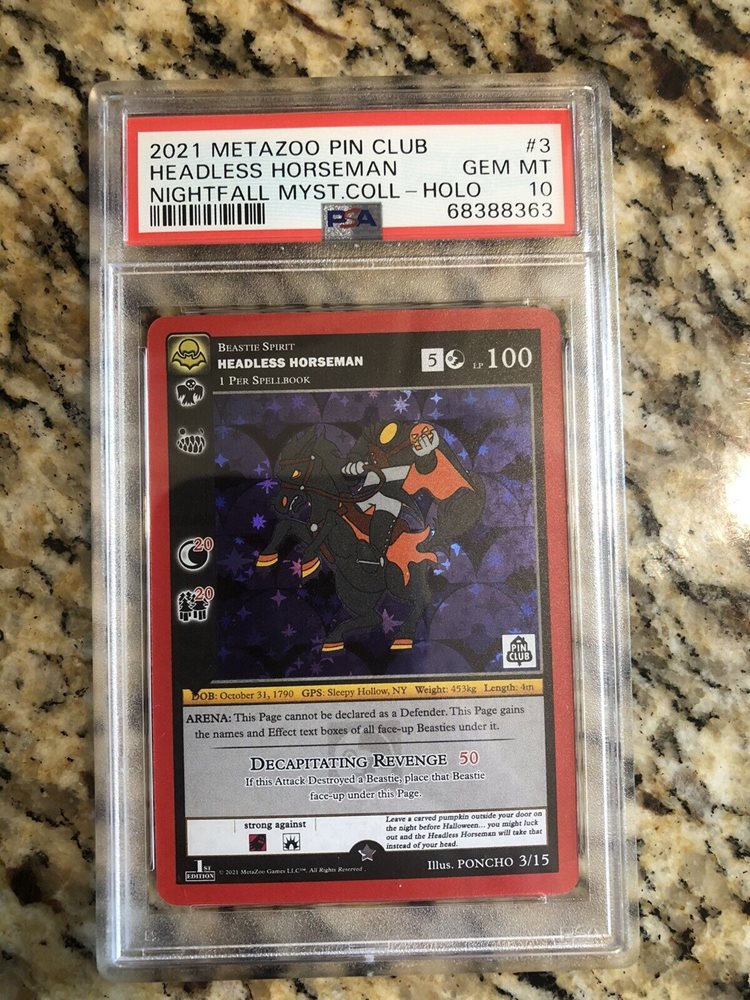 2021 METAZOO PIN CLUB #3
HEADLESS HORSEMAN GEM MT
NIGHTFALL MYST.COLL-HOLO 10
PSA 68388363
BEASTIE SPIRIT
HEADLESS HORSEMAN
1 PER SPELLBOOK
5 LP 100
20
20
PIN
CLUB
DOB: October 31, 1790 GPS: Sleepy Hollow, NY Weight: 453kg Length: 4m
ARENA: This Page cannot be declared as a Defender. This Page gains
the names and Effect text boxes of all face-up Beasties under it.
DECAPITATING REVENGE 50
If this Attack Destroyed a Beastie, place that Beastie
face-up under this Page.
strong against
Leave a carved pumpkin outside your door on
the night before Halloween... you might luck
out and the Headless Horseman will take that
instead of your head.
1ST
EDITION
© 2021 MetaZoo Games LLC™. All Rights Reserved.
Illus. PONCHO 3/15